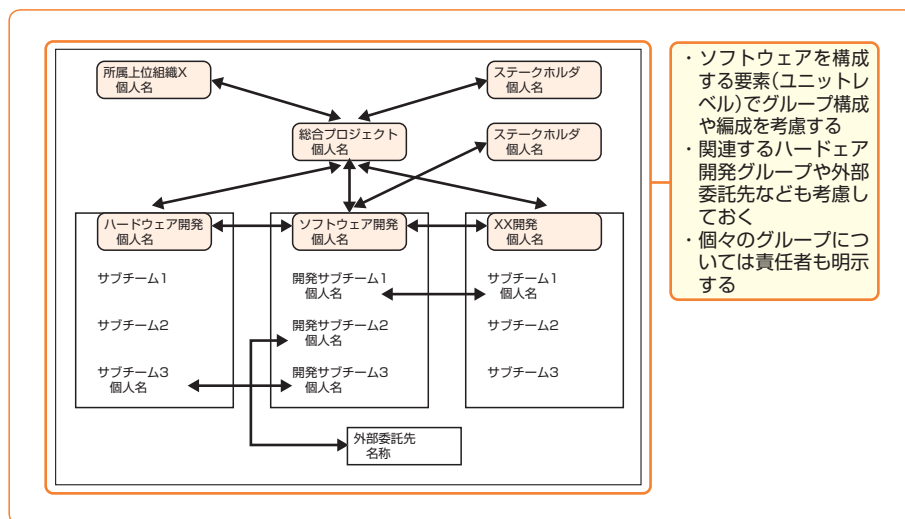 所属上位組織X
個人名
ステークホルダ
個人名
総合プロジェクト
個人名
ステークホルダ
個人名
ハードウェア開発
個人名
サブチーム1
サブチーム2
サブチーム3
個人名
ソフトウェア開発
個人名
開発サブチーム1
個人名
開発サブチーム2
個人名
開発サブチーム3
個人名
XX開発
個人名
サブチーム1
個人名
サブチーム2
サブチーム3
外部委託先
名称
・ソフトウェアを構成
する要素(ユニットレ
ベル)でグループ構成
や編成を考慮する
・関連するハードェア
開発グループや外部
委託先なども考慮し
ておく
・個々のグループにつ
いては責任者も明示
する